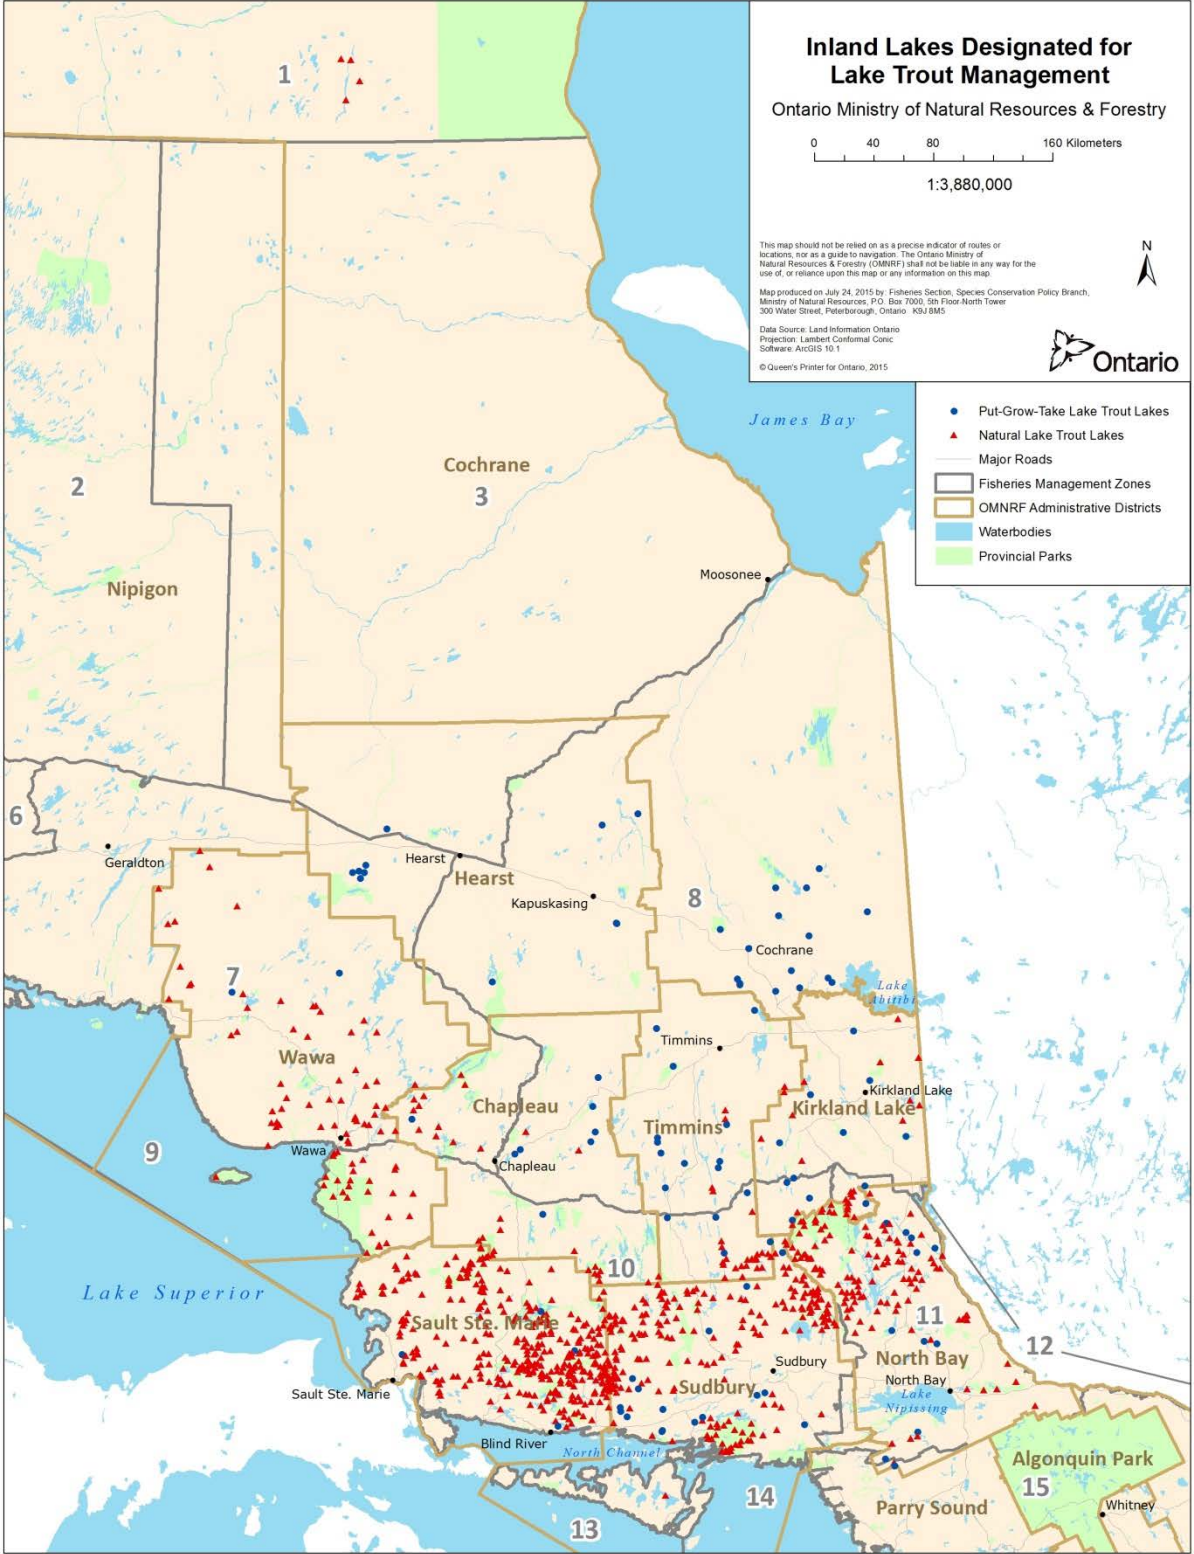 Inland Lakes Designated for
Lake Trout Management
Ontario Ministry of Natural Resources & Forestry
0 40 80 160 Kilometers
1:3,880,000
This map should not be relied on as a precise indicator of routes or
locations, nor as a guide to navigation. The Ontario Ministry of
Natural Resources & Forestry (OMNRF) shall not be liable in any way for the
use of, or reliance upon this map or any information on this map.
Map produced on July 24, 2015 by: Fisheries Section, Species Conservation Policy Branch,
Ministry of Natural Resources, P.O. Box 7000, 5th Floor-North Tower
300 Water Street, Peterborough, Ontario K9J 8M5
Data Source: Land Information Ontario
Projection: Lambert Conformal Conic
Software: ArcGIS 10.1
© Queen's Printer for Ontario, 2015
N
Ontario
Put-Grow-Take Lake Trout Lakes
Natural Lake Trout Lakes
Major Roads
Fisheries Management Zones
OMNRF Administrative Districts
Waterbodies
Provincial Parks
1
James Bay
Cochrane
3
2
Nipigon
Moosonee
6
Geraldton
Hearst
Hearst
Kapuskasing
8
Cochrane
7
Lake
Abitibi
Timmins
Wawa
Kirkland Lake
Chapleau
Kirkland Lake
Timmins
9
Wawa
Chapleau
10
Lake Superior
Sault Ste. Marie
11
12
North Bay
Sudbury
North Bay
Sault Ste. Marie
Sudbury
Lake
Nipissing
Blind River
North Channel
Algonquin Park
15
14
Parry Sound
Whitney
13